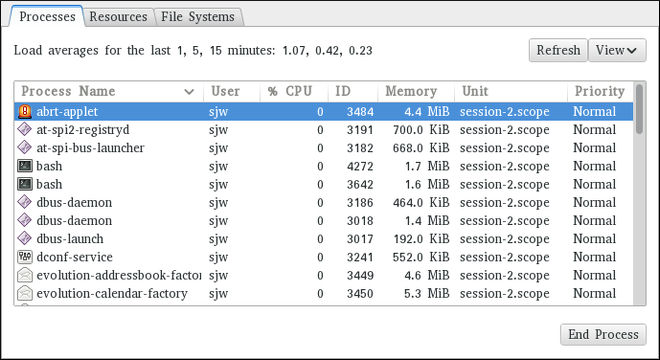 Processes Resources File Systems
Load averages for the last 1, 5, 15 minutes: 1.07, 0.42, 0.23 Refresh View
Process Name User % CPU ID Memory Unit Priority
abrt-applet sjw 0 3484 4.4 MiB session-2.scope Normal
at-spi2-registryd sjw 0 3191 700.0 KiB session-2.scope Normal
at-spi-bus-launcher sjw 0 3182 668.0 KiB session-2.scope Normal
bash sjw 0 4272 1.7 MiB session-2.scope Normal
bash sjw 0 3642 1.6 MiB session-2.scope Normal
dbus-daemon sjw 0 3186 464.0 KiB session-2.scope Normal
dbus-daemon sjw 0 3018 1.4 MiB session-2.scope Normal
dbus-launch sjw 0 3017 192.0 KiB session-2.scope Normal
dconf-service sjw 0 3241 552.0 KiB session-2.scope Normal
evolution-addressbook-factor sjw 0 3449 4.6 MiB session-2.scope Normal
evolution-calendar-factory sjw 0 3450 5.3 MiB session-2.scope Normal
End Process